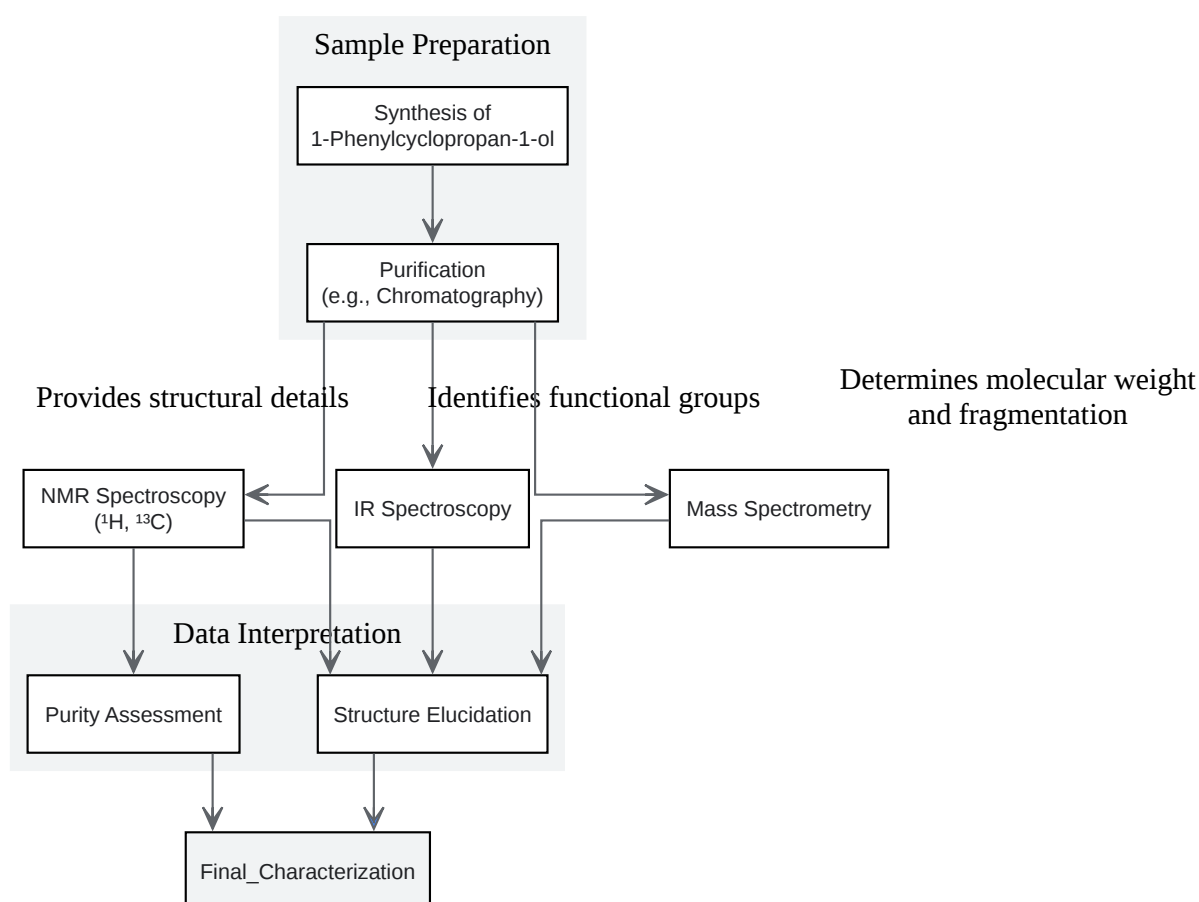 Sample Preparation
Synthesis of
1-Phenylcyclopropan-1-ol
Purification
(e.g., Chromatography)
Provides structural details
Identifies functional groups
Determines molecular weight
and fragmentation
NMR Spectroscopy
(¹H, ¹³C)
IR Spectroscopy
Mass Spectrometry
Data Interpretation
Purity Assessment
Structure Elucidation
Final_Characterization